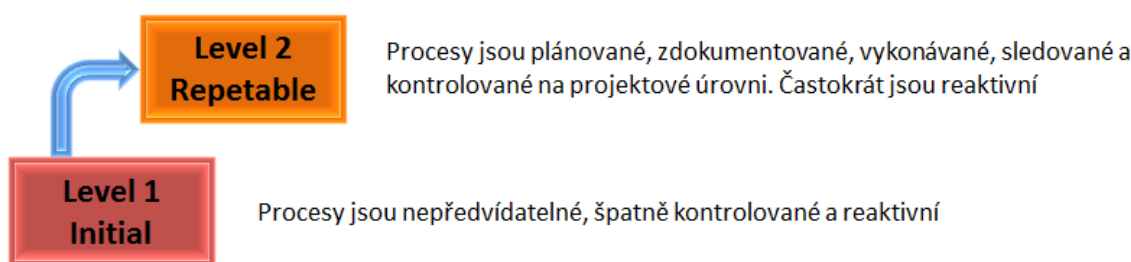 Level 2
Repetable
Procesy jsou plánované, zdokumentované, vykonávané, sledované a
kontrolované na projektové úrovni. Častokrát jsou reaktivní
Level 1
Initial
Procesy jsou nepředvídatelné, špatně kontrolované a reaktivní